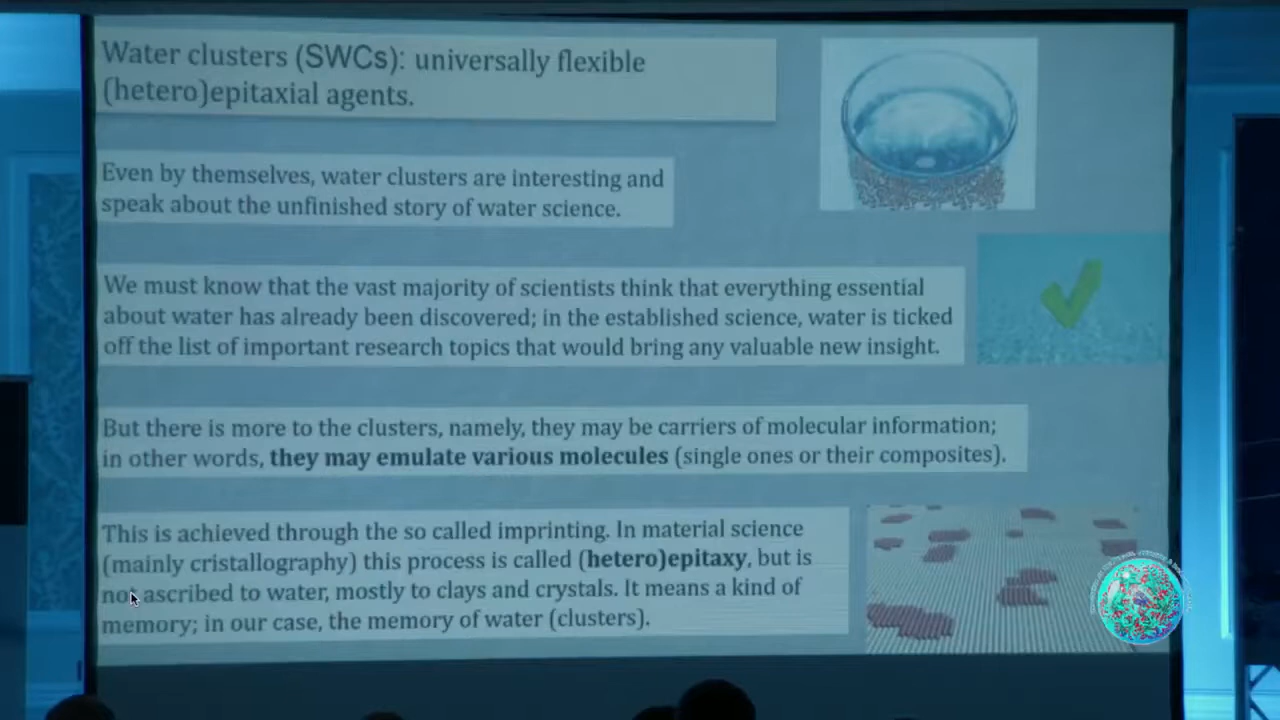 Water clusters (SWCs): universally flexible
(hetero)epitaxial agents.
Even by themselves, water clusters are interesting and
speak about the unfinished story of water science.
We must know that the vast majority of scientists think that everything essential
about water has already been discovered; in the established science, water is ticked
off the list of important research topics that would bring any valuable new insight.
But there is more to the clusters, namely, they may be carriers of molecular information;
in other words, they may emulate various molecules (single ones or their composites).
This is achieved through the so called imprinting. In material science
(mainly cristallography) this process is called (hetero)epitaxy, but is
not ascribed to water, mostly to clays and crystals. It means a kind of
memory; in our case, the memory of water (clusters).